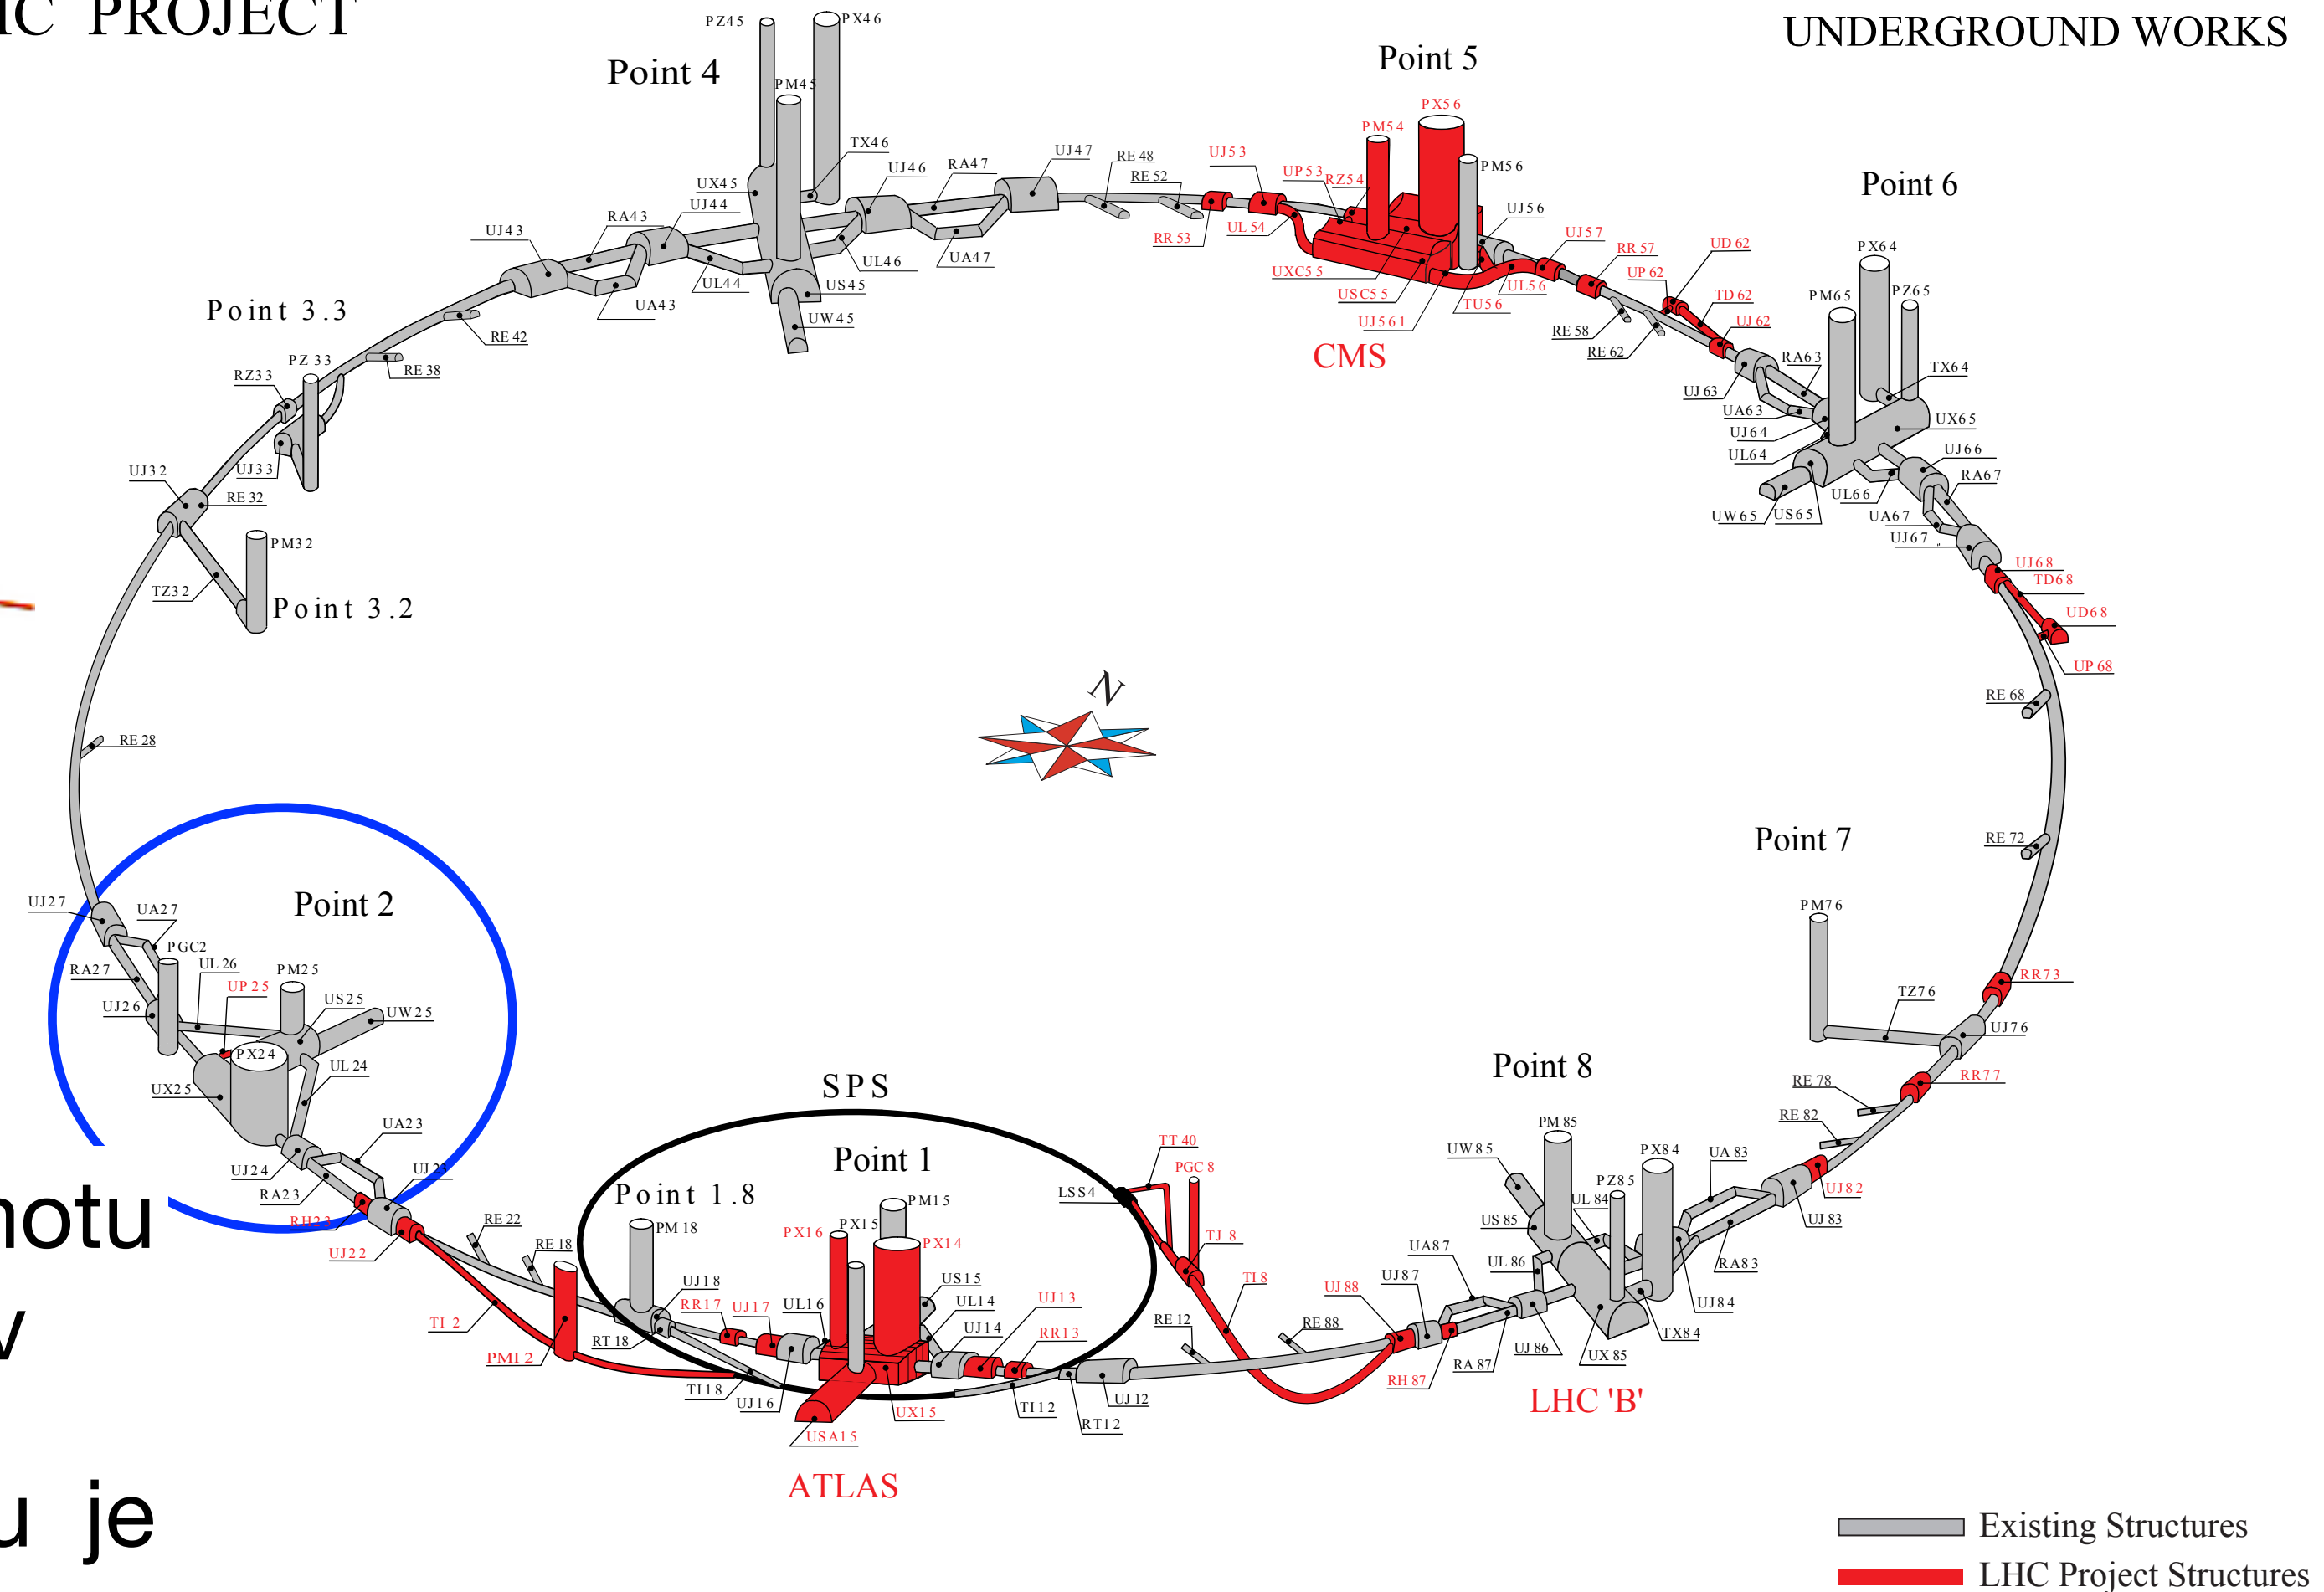 IC PROJECT
UNDERGROUND WORKS
Point 4
PZ45
PX46
PM45
TX46
UX45
UJ46
RA47
UJ47
RE 48
RE 52
UJ44
RA43
UJ43
UL46
UA47
UL44
US45
UA43
UW45
Point 5
PX56
PM54
PM56
UJ53
UP53
RZ54
UJ56
RR 53
UL 54
UJ57
RR 57
UXC55
USC55
UL56
TU56
UJ561
CMS
RE 58
RE 62
UD 62
UP 62
TD 62
UJ 62
Point 6
PX64
PM65
PZ65
RA63
TX64
UJ 63
UA63
UX65
UJ64
UL64
UJ66
RA67
UL66
UW65
US65
UA67
UJ67
UJ68
TD68
UD68
UP 68
RE 68
RE 72
Point 3.3
RE 42
PZ 33
RE 38
RZ33
UJ33
UJ32
RE 32
PM32
TZ32
Point 3.2
N
RE 28
Point 2
UJ27
UA27
PGC2
RA27
UL 26
UP 25
PM25
US25
UW25
UJ26
PX24
UL 24
UX25
UA23
UJ24
UJ 23
RA23
RH23
UJ22
RE 22
RE 18
TI 2
PMI 2
SPS
Point 1
Point 1.8
PM 18
PX16
PX15
PM15
PX14
UJ18
RR17
UJ17
UL16
US15
UL14
UJ14
UJ13
RR13
RT 18
TI18
UJ16
UX15
USA15
TI12
RT12
UJ 12
ATLAS
TT 40
LSS4
PGC 8
TJ 8
TI 8
RE 12
RE 88
Point 7
PM76
RR73
TZ76
UJ76
RR77
RE 78
RE 82
Point 8
PM 85
UW85
PX84
PZ85
UA 83
UL 84
UJ82
US 85
UJ 83
UA87
UL 86
RA83
UJ87
UJ 88
UJ84
TX84
UJ 86
UX 85
RA 87
RH 87
LHC 'B'
notu
v
u je
Existing Structures
LHC Project Structures